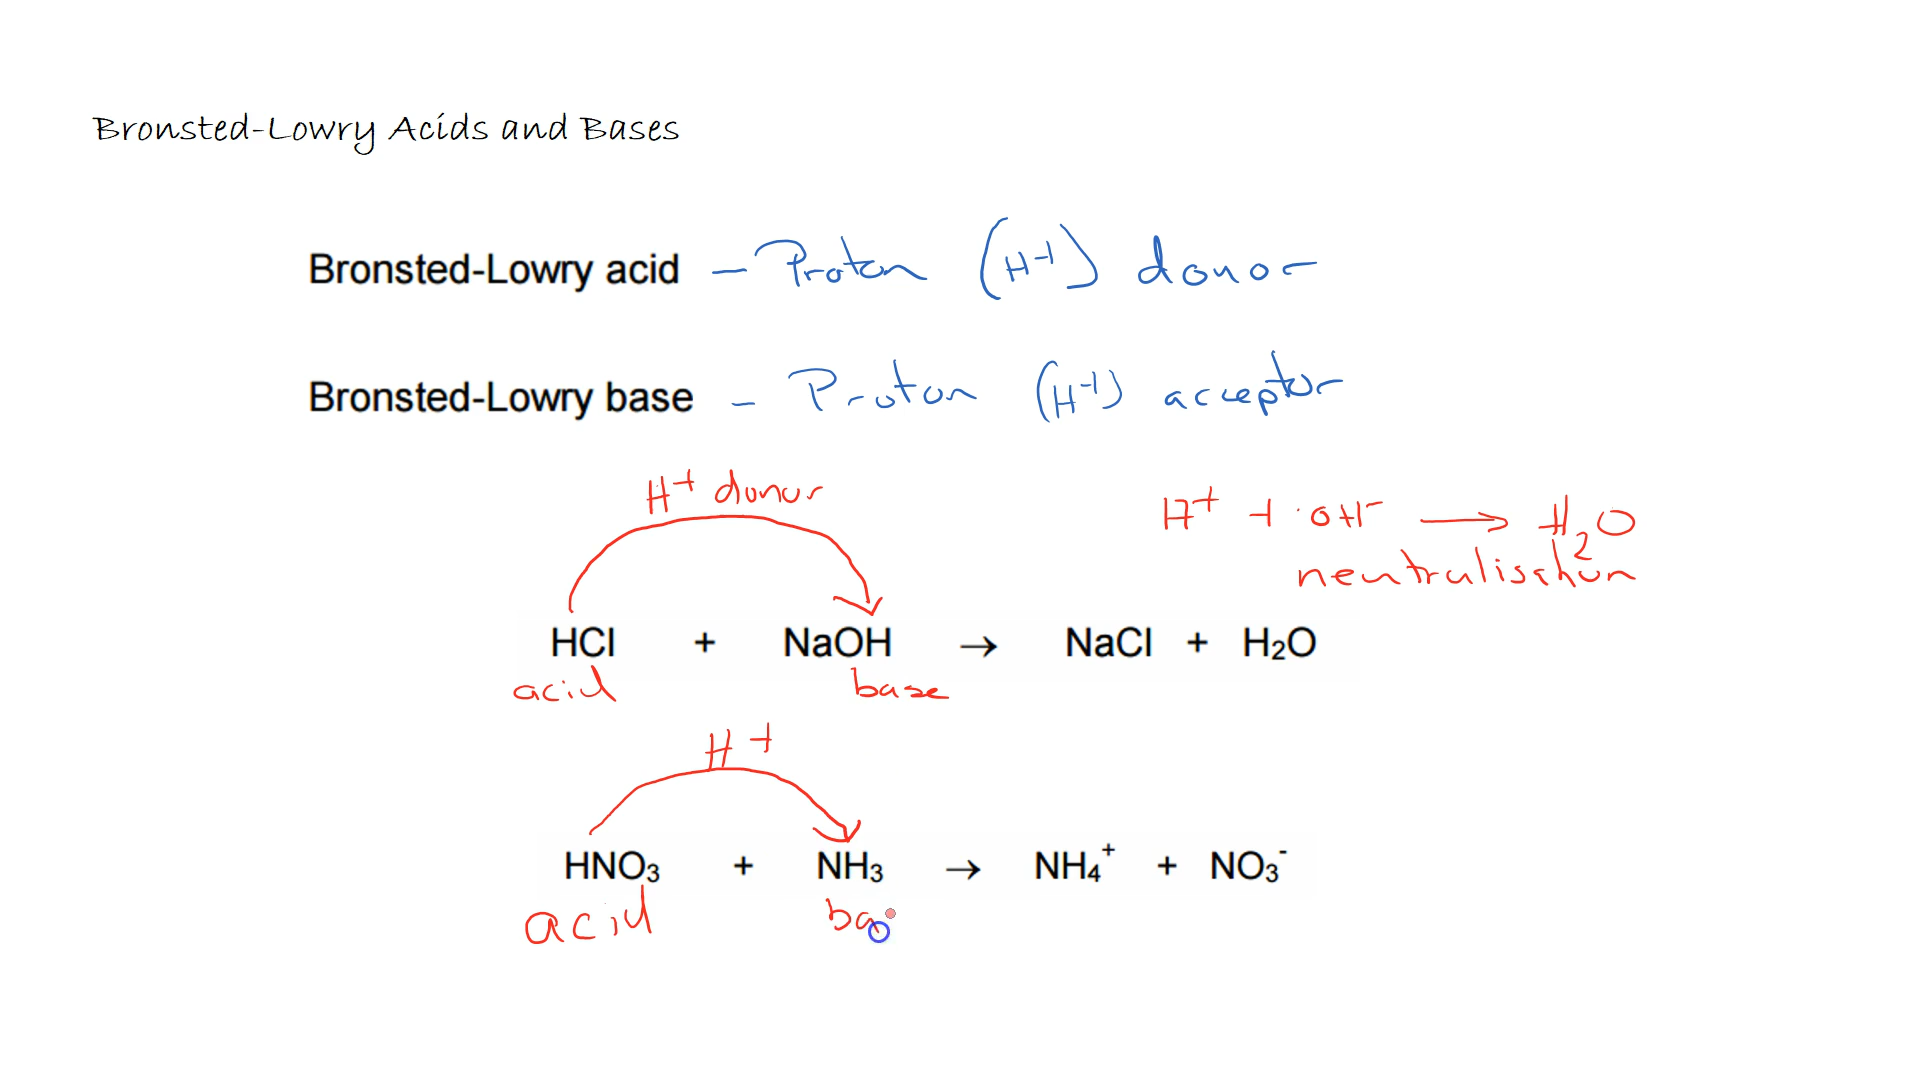 Bronsted-Lowry Acids and Bases
Bronsted-Lowry acid - Proton (H⁺) donor
Bronsted-Lowry base - Proton (H⁺) acceptor
H⁺ donor
H⁺ + OH⁻ → H₂O
neutralisation
HCl + NaOH → NaCl + H₂O
acid base
H⁺
HNO₃ + NH₃ → NH₄⁺ + NO₃⁻
acid ba